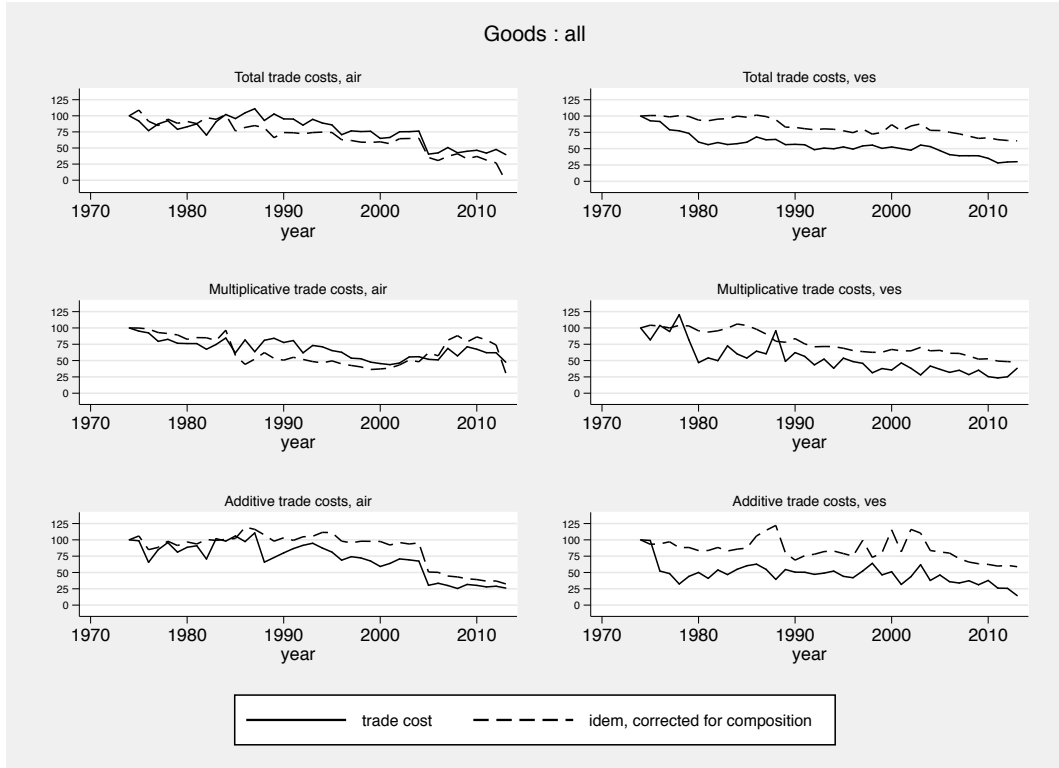 Goods : all
Total trade costs, air
125
100
75
50
25
0
1970 1980 1990 2000 2010
year
Total trade costs, ves
125
100
75
50
25
0
1970 1980 1990 2000 2010
year
Multiplicative trade costs, air
125
100
75
50
25
0
1970 1980 1990 2000 2010
year
Multiplicative trade costs, ves
125
100
75
50
25
0
1970 1980 1990 2000 2010
year
Additive trade costs, air
125
100
75
50
25
0
1970 1980 1990 2000 2010
year
Additive trade costs, ves
125
100
75
50
25
0
1970 1980 1990 2000 2010
year
trade cost idem, corrected for composition